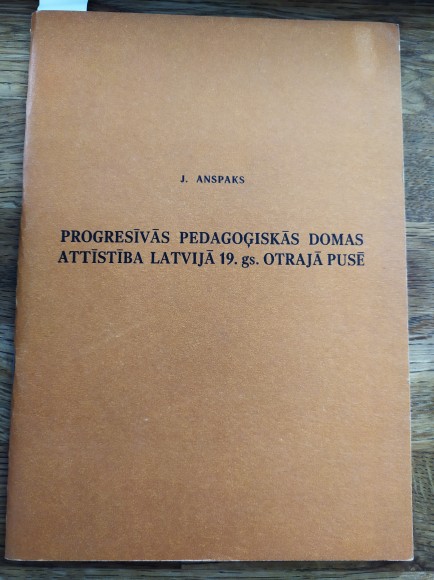 J. ANSPAKS
PROGRESĪVĀS PEDAGOĢISKĀS DOMAS
ATTĪSTĪBA LATVIJĀ 19. gs. OTRAJĀ PUSĒ